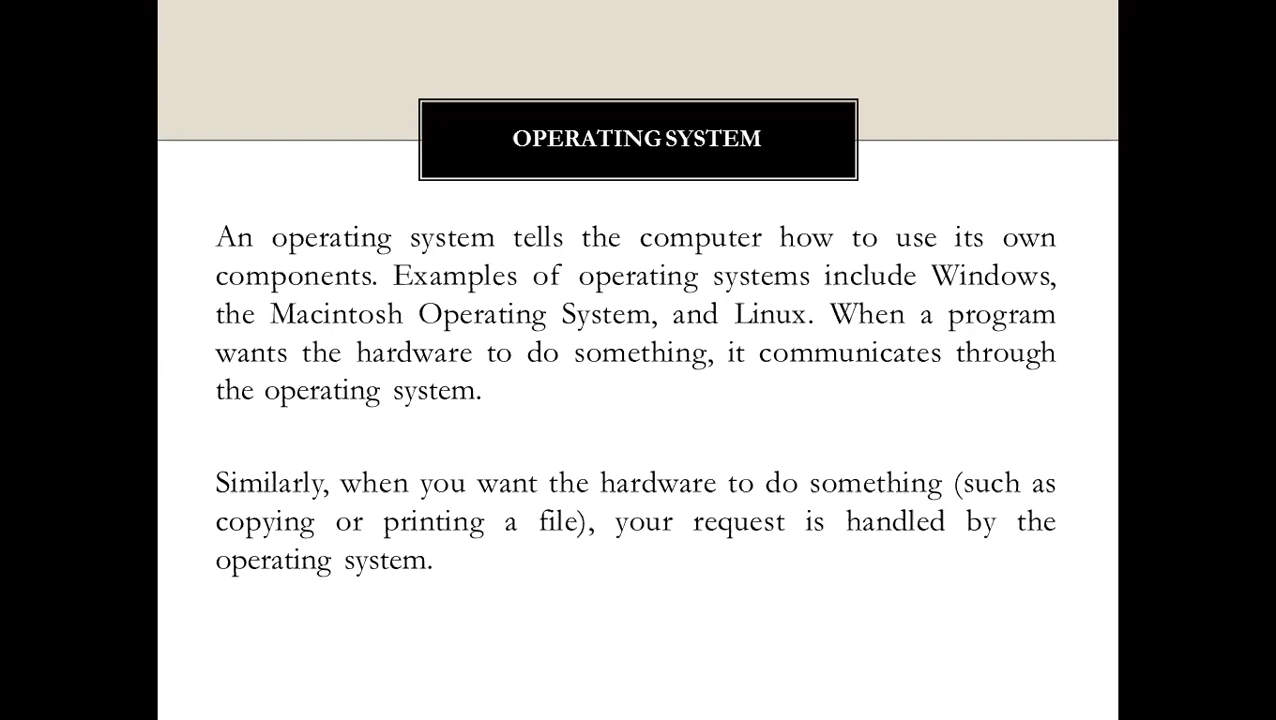 OPERATING SYSTEM
An operating system tells the computer how to use its own
components. Examples of operating systems include Windows,
the Macintosh Operating System, and Linux. When a program
wants the hardware to do something, it communicates through
the operating system.
Similarly, when you want the hardware to do something (such as
copying or printing a file), your request is handled by the
operating system.